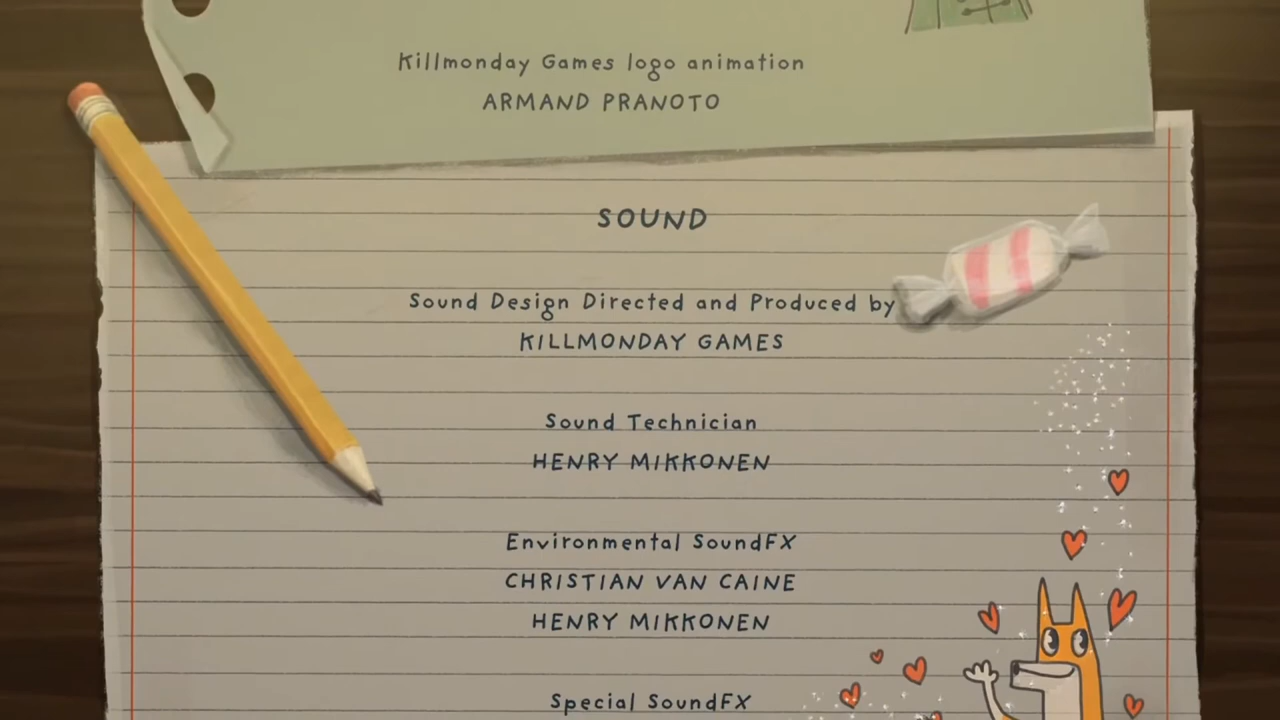 Killmonday Games logo animation
ARMAND PRANOTO
SOUND
Sound Design Directed and Produced by
KILLMONDAY GAMES
Sound Technician
HENRY MIKKONEN
Environmental SoundFX
CHRISTIAN VAN CAINE
HENRY MIKKONEN
Special SoundFX